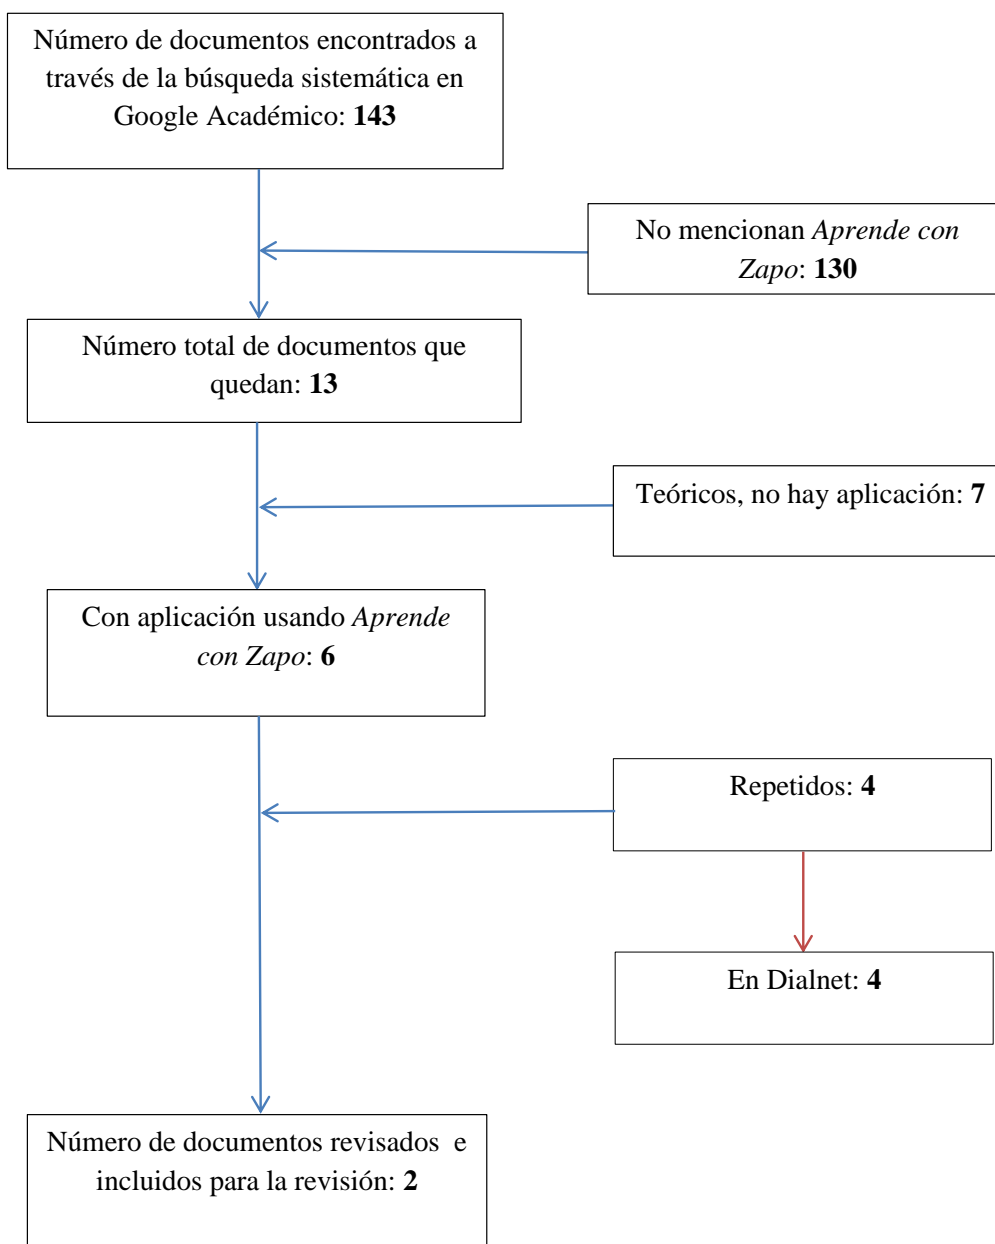 Número de documentos encontrados a
través de la búsqueda sistemática en
Google Académico: 143
No mencionan Aprende con
Zapo: 130
Número total de documentos que
quedan: 13
Teóricos, no hay aplicación: 7
Con aplicación usando Aprende
con Zapo: 6
Repetidos: 4
En Dialnet: 4
Número de documentos revisados e
incluidos para la revisión: 2